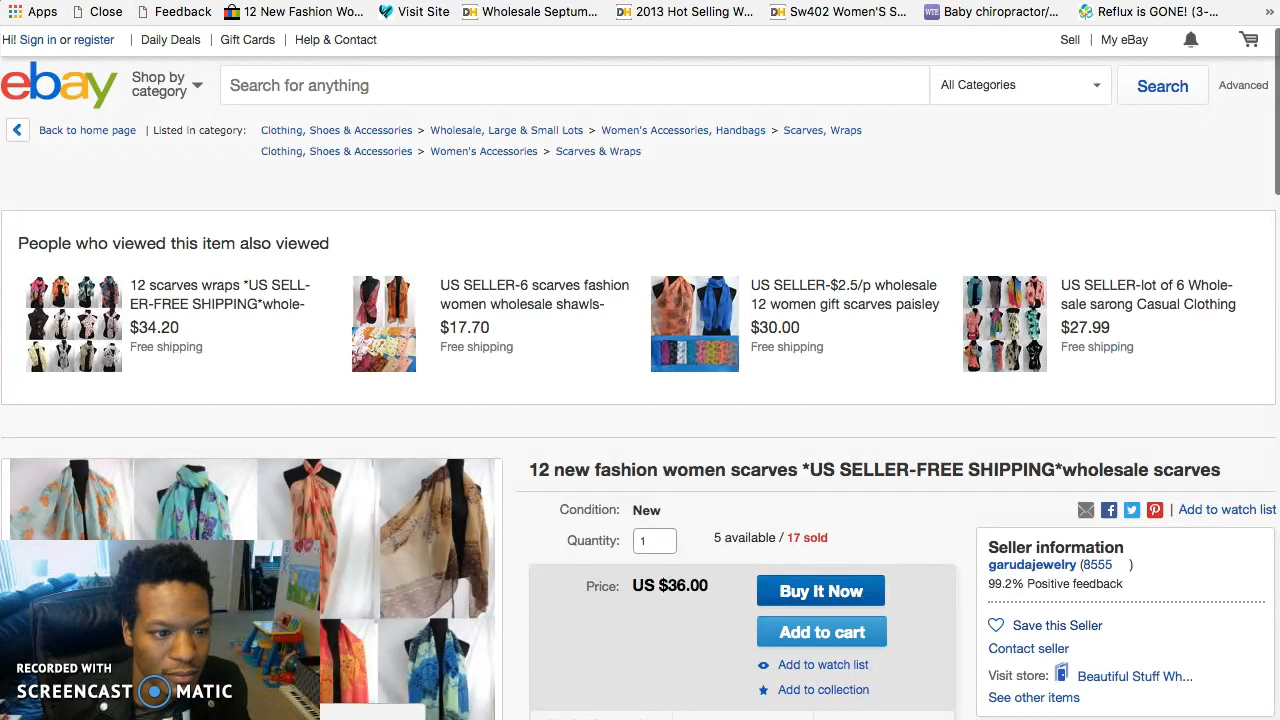 Apps Close Feedback 12 New Fashion Wo... Visit Site Wholesale Septum... 2013 Hot Selling W... Sw402 Women'S S... Baby chiropractor/... Reflux is GONE! (3-... »
Hi! Sign in or register | Daily Deals | Gift Cards | Help & Contact Sell | My eBay
ebay Shop by category Search for anything All Categories Search Advanced
Back to home page | Listed in category: Clothing, Shoes & Accessories > Wholesale, Large & Small Lots > Women's Accessories, Handbags > Scarves, Wraps
Clothing, Shoes & Accessories > Women's Accessories > Scarves & Wraps
People who viewed this item also viewed
12 scarves wraps *US SELL-
ER-FREE SHIPPING*whole-
$34.20
Free shipping
US SELLER-6 scarves fashion
women wholesale shawls-
$17.70
Free shipping
US SELLER-$2.5/p wholesale
12 women gift scarves paisley
$30.00
Free shipping
US SELLER-lot of 6 Whole-
sale sarong Casual Clothing
$27.99
Free shipping
12 new fashion women scarves *US SELLER-FREE SHIPPING*wholesale scarves
Condition: New
| Add to watch list
Quantity: 1 5 available / 17 sold
Price: US $36.00 Buy It Now
Add to cart
Add to watch list
Add to collection
Seller information
garudajewelry (8555 )
99.2% Positive feedback
Save this Seller
Contact seller
Visit store: Beautiful Stuff Wh...
See other items
RECORDED WITH
SCREENCAST MATIC